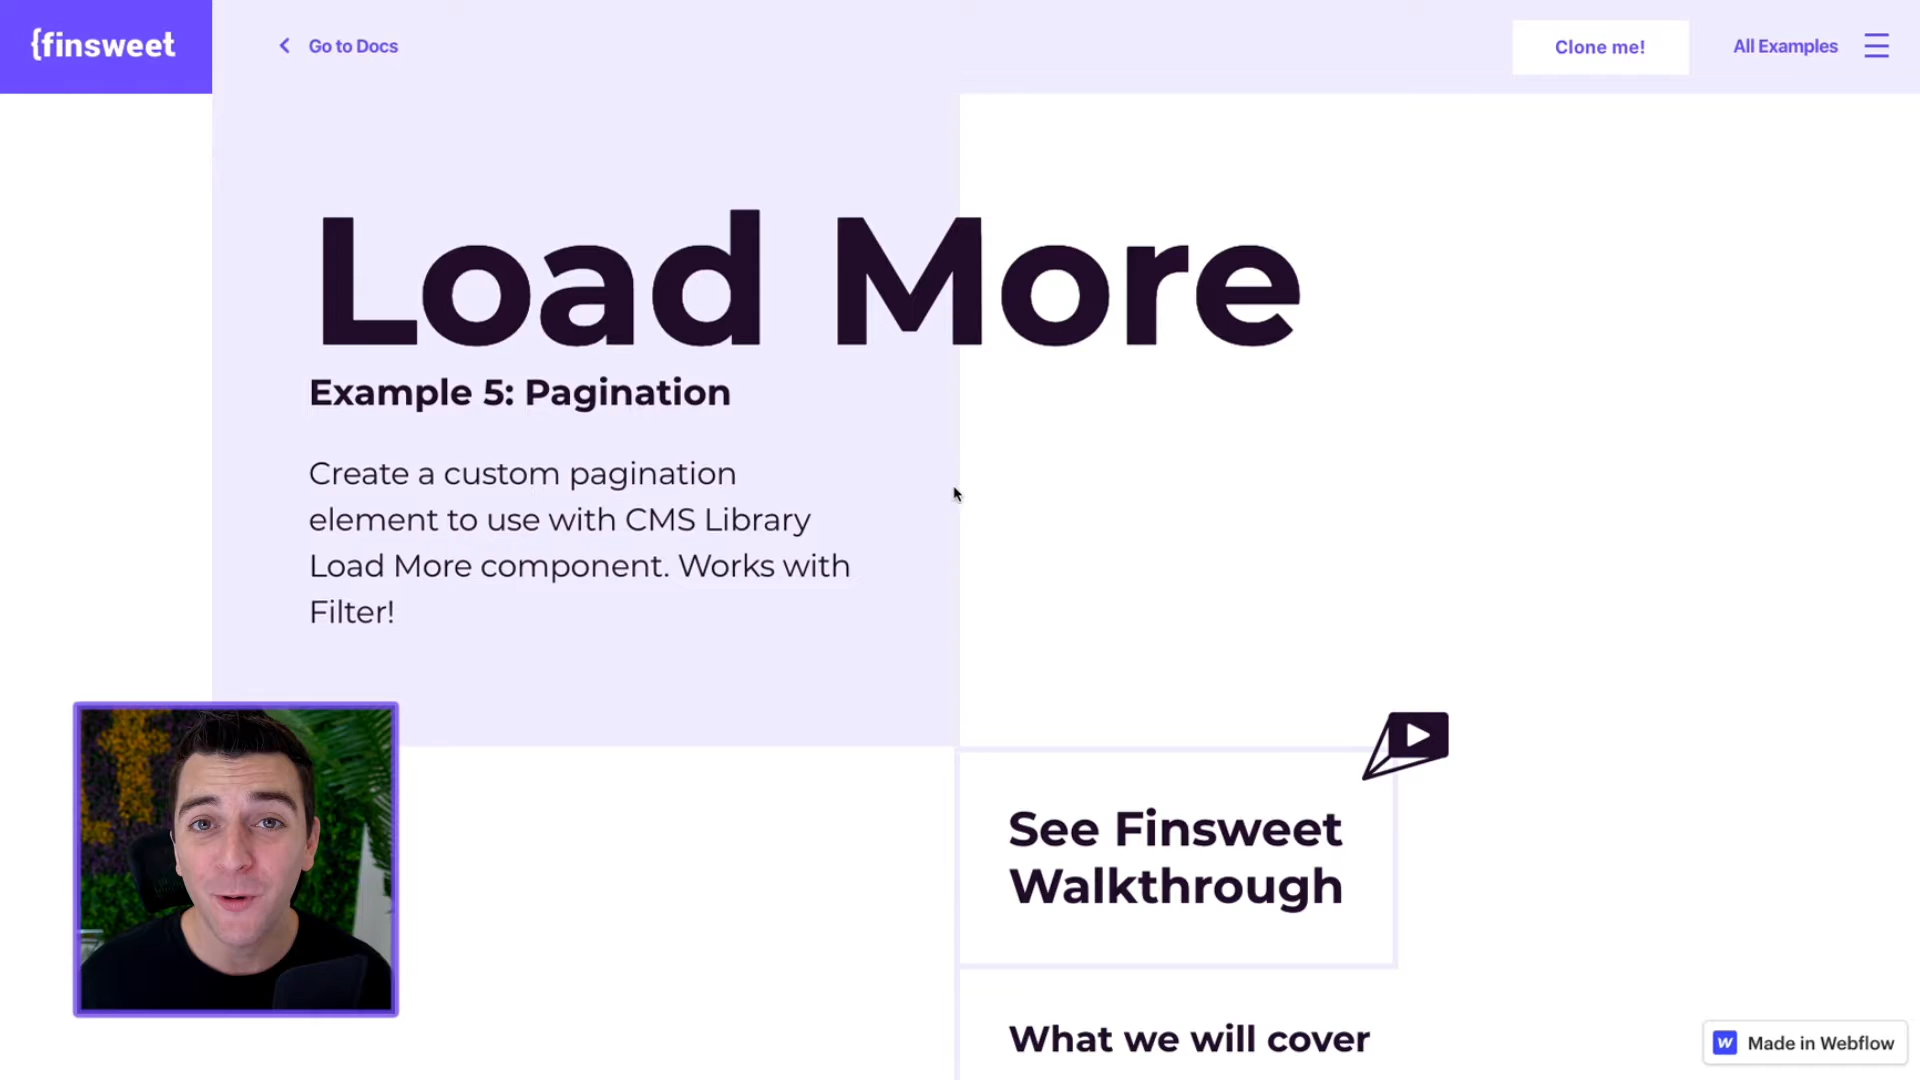 {finsweet
Go to Docs
Clone me!
All Examples
Load More
Example 5: Pagination
Create a custom pagination
element to use with CMS Library
Load More component. Works with
Filter!
See Finsweet
Walkthrough
What we will cover
W Made in Webflow